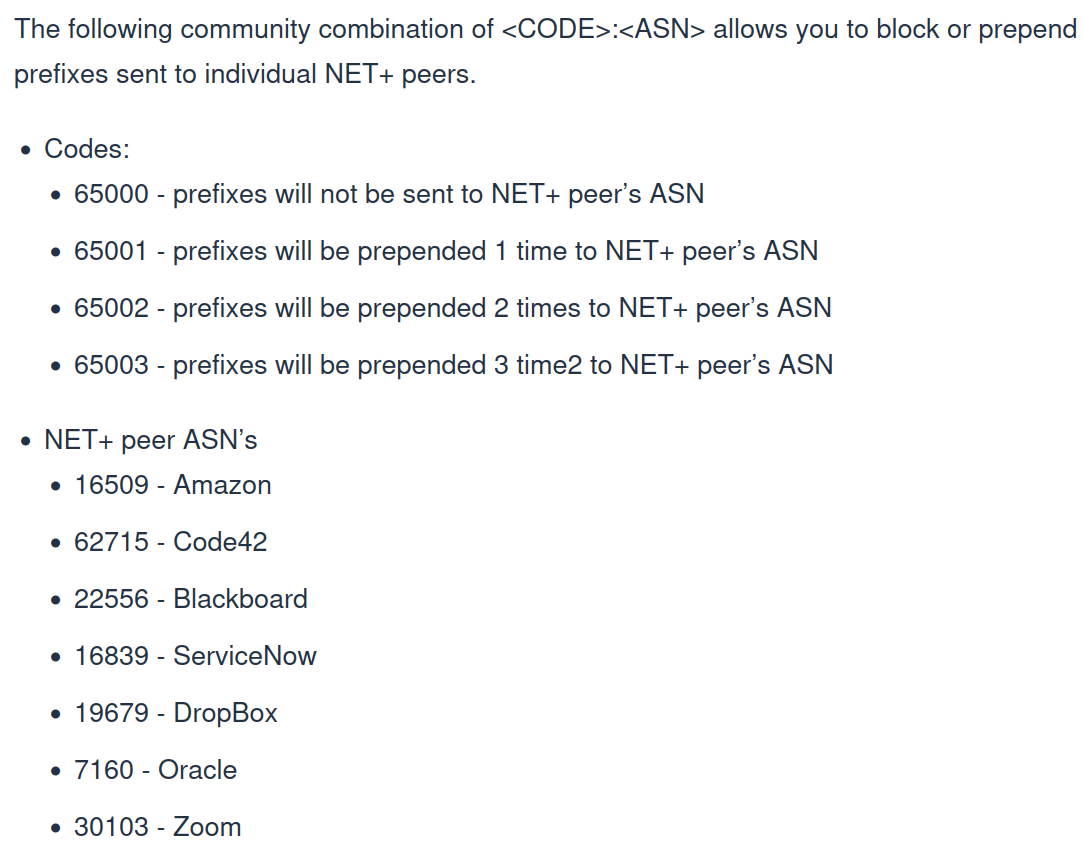 The following community combination of <CODE>:<ASN> allows you to block or prepend
prefixes sent to individual NET+ peers.
• Codes:
• 65000 - prefixes will not be sent to NET+ peer’s ASN
• 65001 - prefixes will be prepended 1 time to NET+ peer’s ASN
• 65002 - prefixes will be prepended 2 times to NET+ peer’s ASN
• 65003 - prefixes will be prepended 3 time2 to NET+ peer’s ASN
• NET+ peer ASN’s
• 16509 - Amazon
• 62715 - Code42
• 22556 - Blackboard
• 16839 - ServiceNow
• 19679 - DropBox
• 7160 - Oracle
• 30103 - Zoom